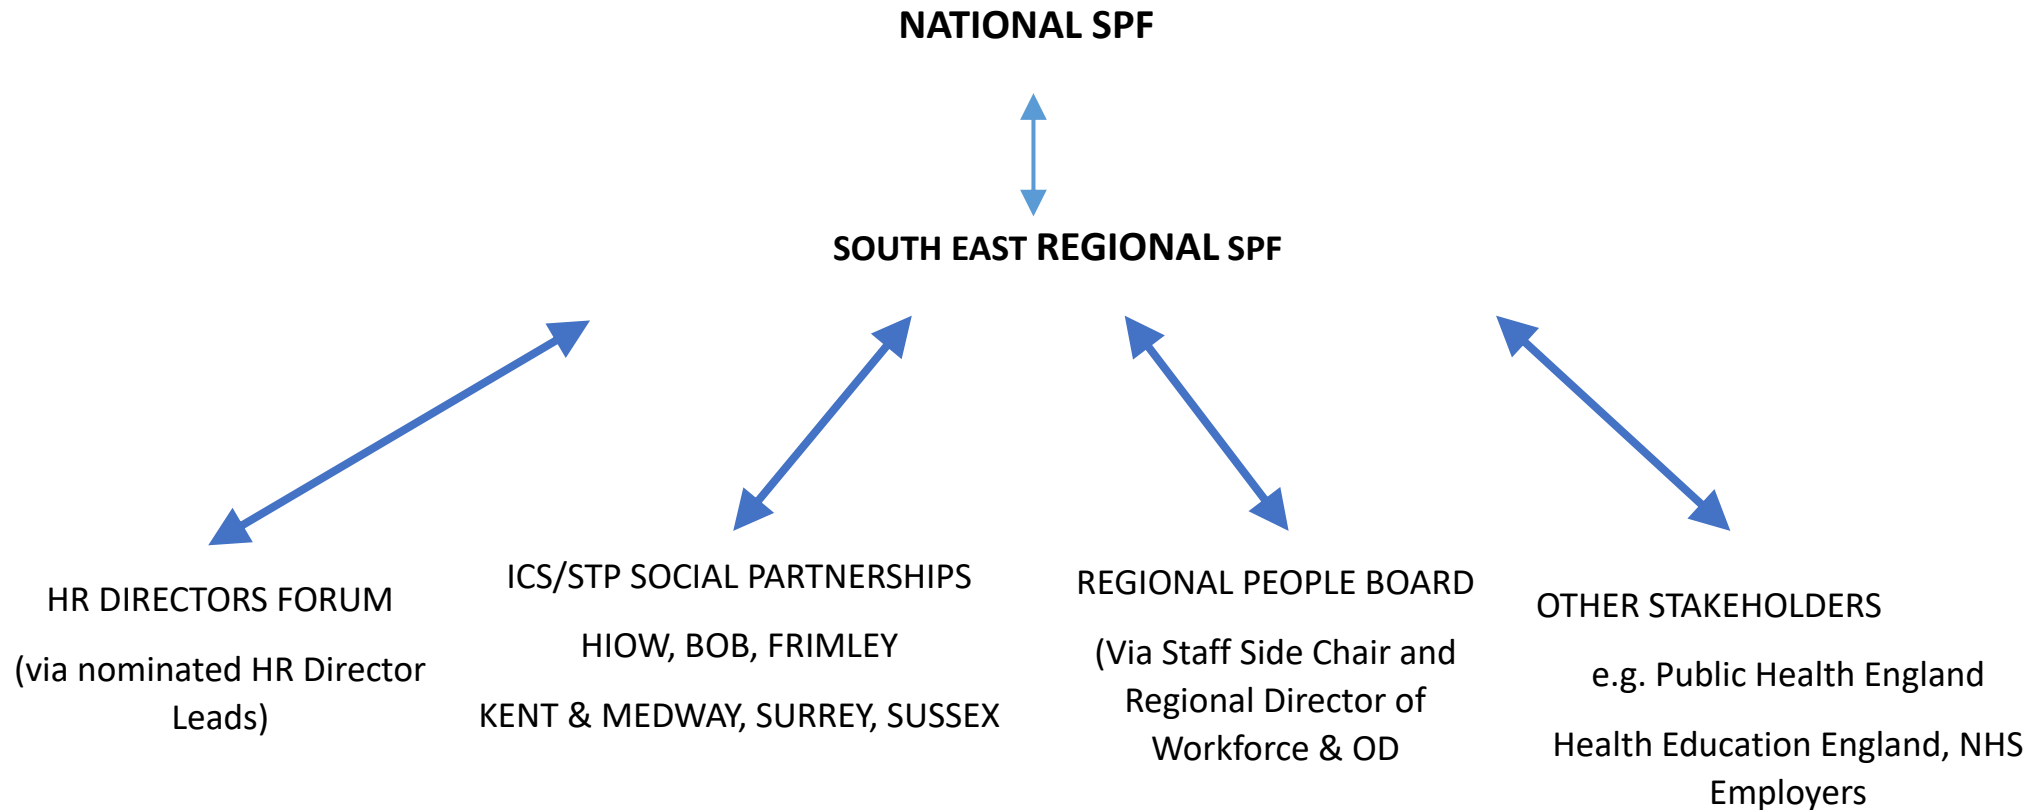 NATIONAL SPF
SOUTH EAST REGIONAL SPF
HR DIRECTORS FORUM
(via nominated HR Director
Leads)
ICS/STP SOCIAL PARTNERSHIPS
HIOW, BOB, FRIMLEY
KENT & MEDWAY, SURREY, SUSSEX
REGIONAL PEOPLE BOARD
(Via Staff Side Chair and
Regional Director of
Workforce & OD
OTHER STAKEHOLDERS
e.g. Public Health England
Health Education England, NHS
Employers